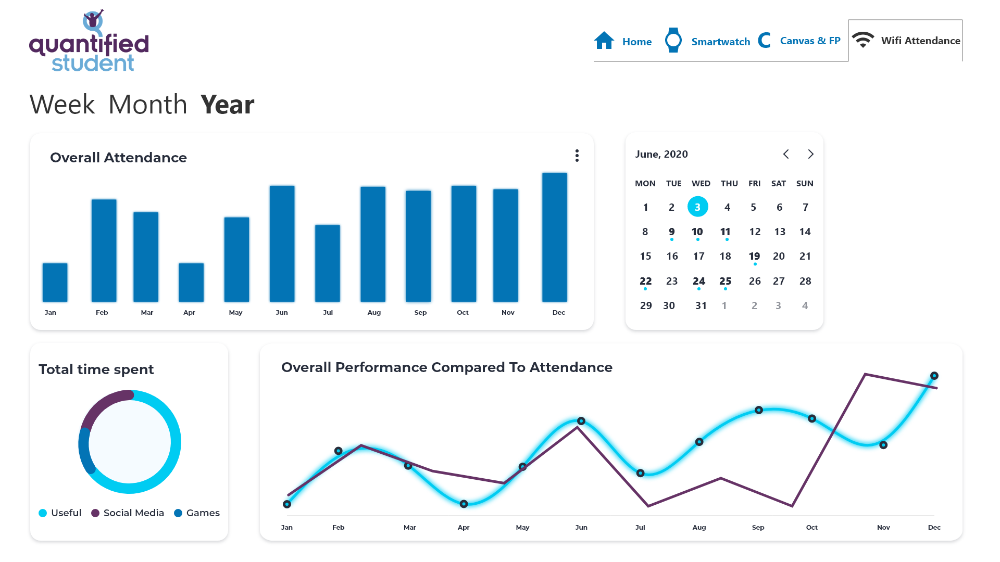 quantified
student
Home Smartwatch C Canvas & FP Wifi Attendance
Week Month Year
Overall Attendance
Jan Feb Mar Apr May Jun Jul Aug Sep Oct Nov Dec
June, 2020
MON TUE WED THU FRI SAT SUN
1 2 3 4 5 6 7
8 9 10 11 12 13 14
15 16 17 18 19 20 21
22 23 24 25 26 27 28
29 30 31 1 2 3 4
Total time spent
Useful Social Media Games
Overall Performance Compared To Attendance
Jan Feb Mar Apr May Jun Jul Aug Sep Oct Nov Dec